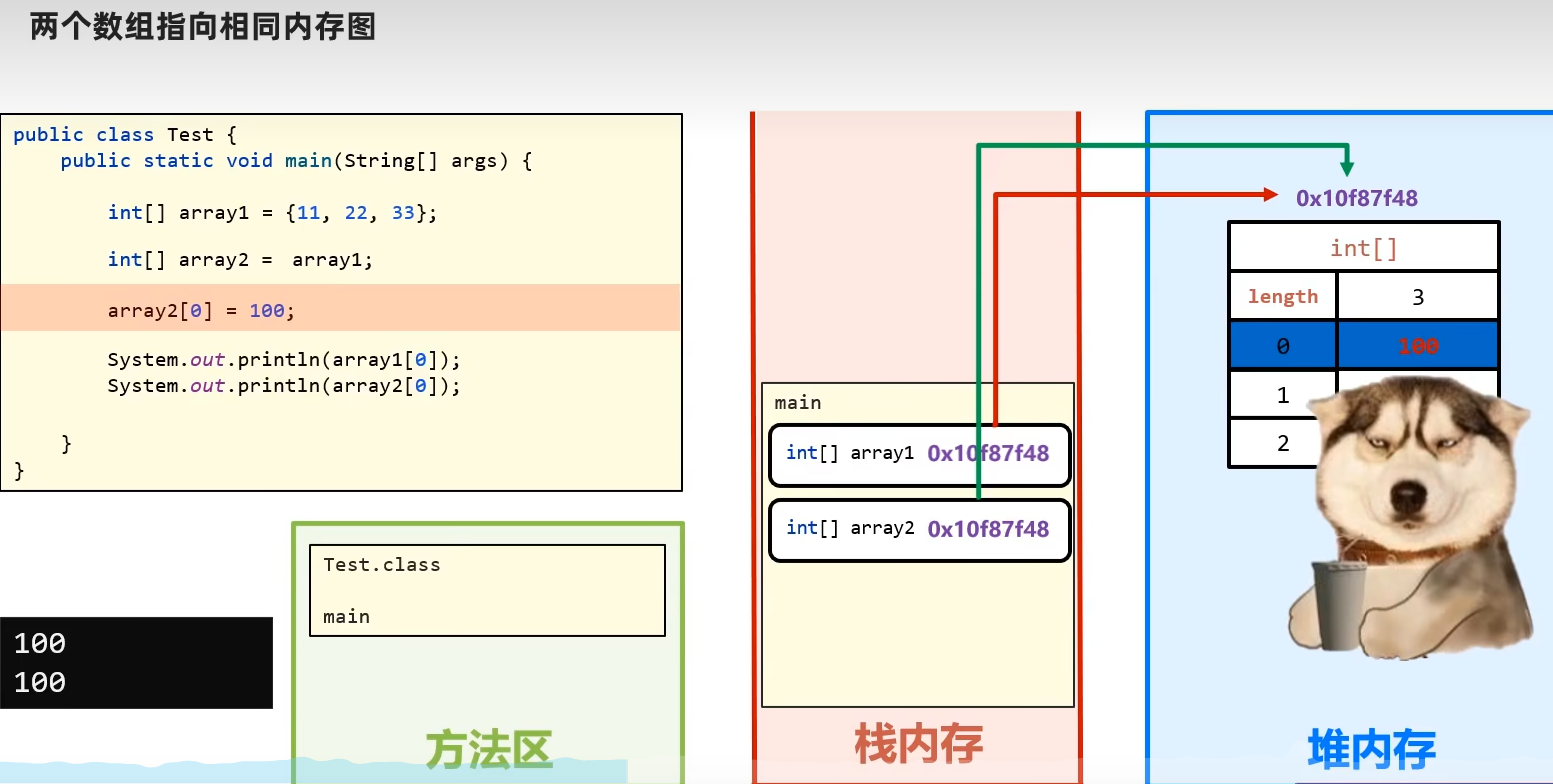 两个数组指向相同内存图
public class Test {
public static void main(String[] args) {
int[] array1 = {11, 22, 33};
int[] array2 = array1;
array2[0] = 100;
System.out.println(array1[0]);
System.out.println(array2[0]);
}
}
100
100
Test.class
main
方法区
main
int[] array1 0x10f87f48
int[] array2 0x10f87f48
栈内存
0x10f87f48
int[]
length 3
0 100
1
2
堆内存